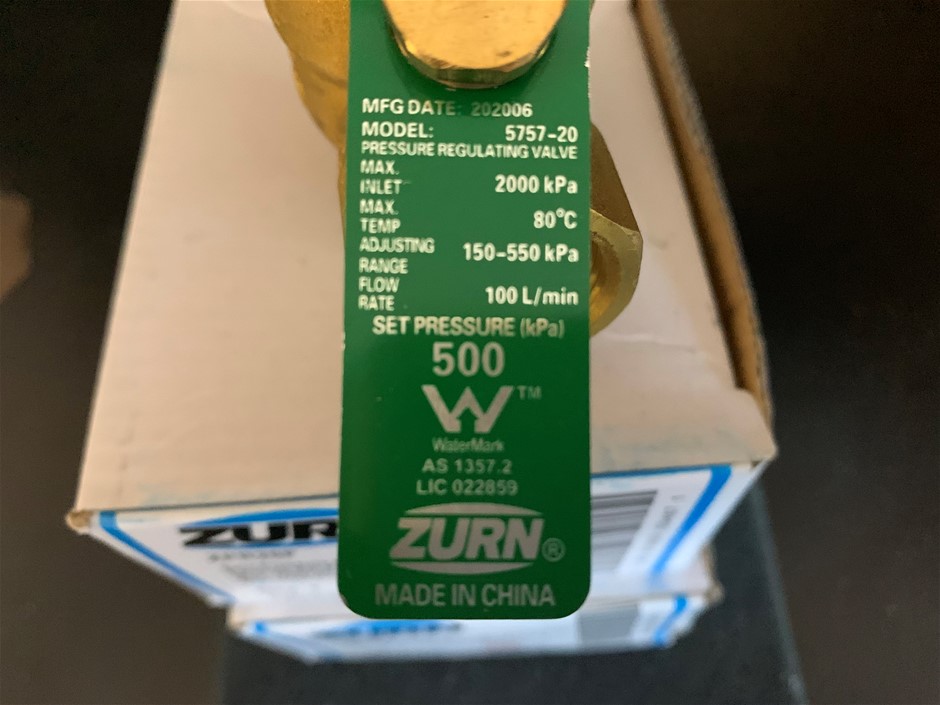 MFG DATE: 202006
MODEL: 5757-20
PRESSURE REGULATING VALVE
MAX.
INLET 2000 kPa
MAX.
TEMP 80°C
ADJUSTING
RANGE 150-550 kPa
FLOW
RATE 100 L/min
SET PRESSURE (kPa)
500
W™
WaterMark
AS 1357.2
LIC 022859
ZURN®
MADE IN CHINA
ZUR